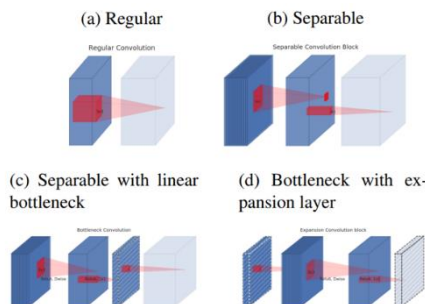 (a) Regular
(b) Separable
Regular Convolution
Separable Convolution Block
(c) Separable with linear
bottleneck
(d) Bottleneck with ex-
pansion layer
Bottleneck Convolution
Expansion Convolution block